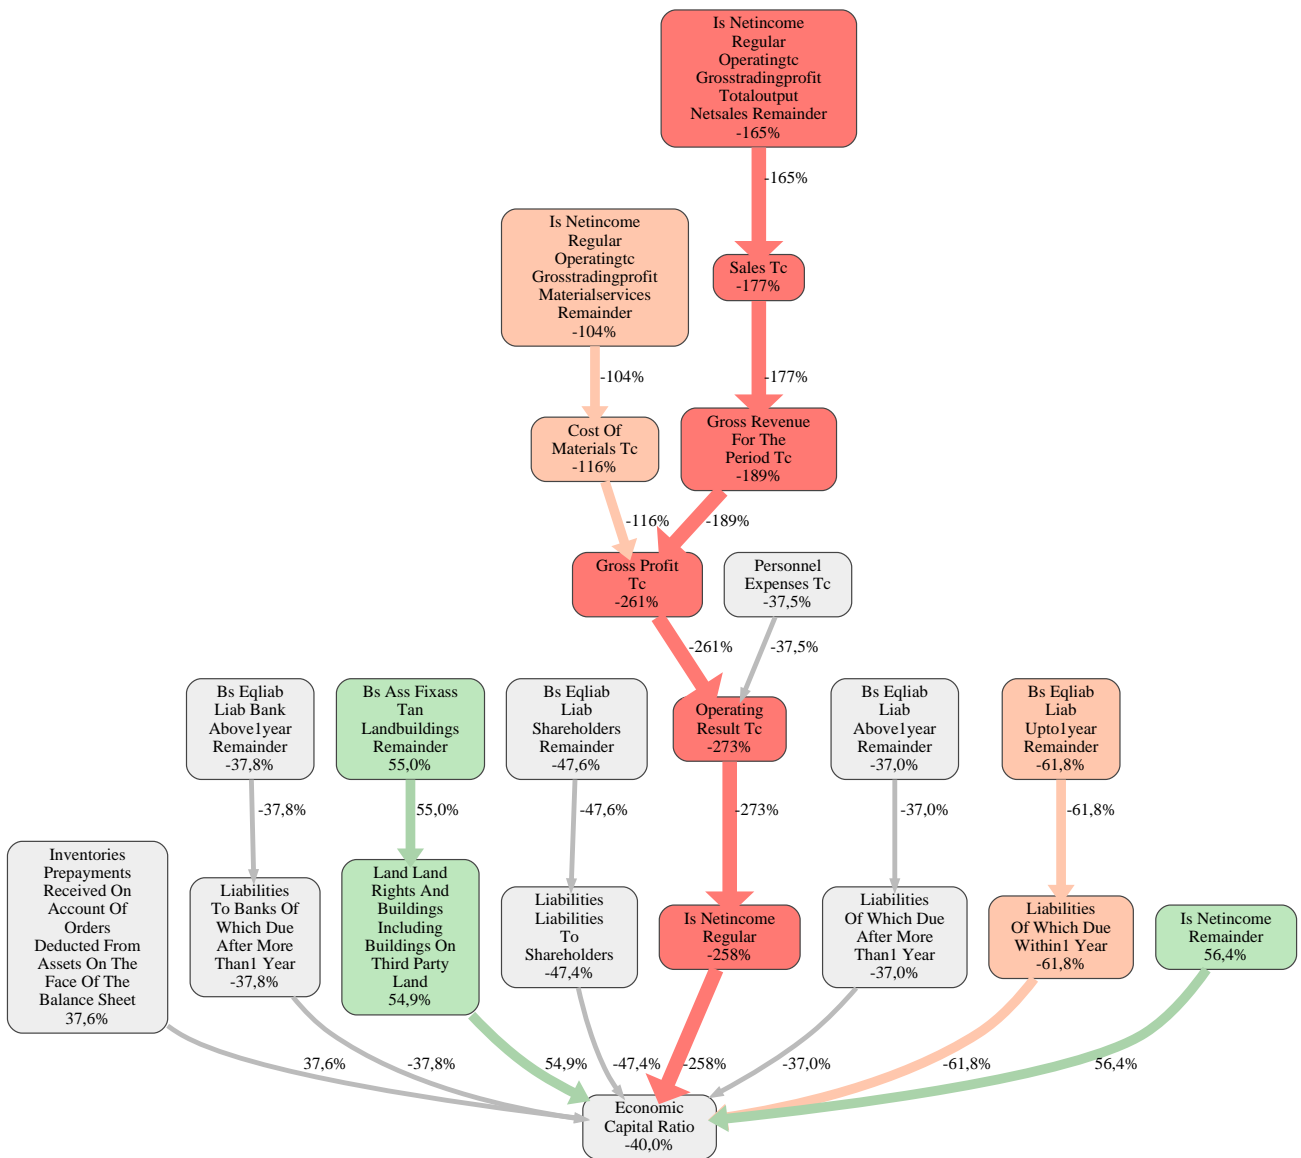 Is Netincome
Regular
Operatingtc
Grosstradingprofit
Totaloutput
Netsales Remainder
-165%
-165%
Is Netincome
Regular
Operatingtc
Grosstradingprofit
Materialservices
Remainder
-104%
Sales Tc
-177%
-104%
-177%
Cost Of
Materials Tc
-116%
Gross Revenue
For The
Period Tc
-189%
-116%
-189%
Gross Profit
Tc
-261%
Personnel
Expenses Tc
-37,5%
-261%
-37,5%
Bs Eqliab
Liab Bank
Above1year
Remainder
-37,8%
Bs Ass Fixass
Tan
Landbuildings
Remainder
55,0%
Bs Eqliab
Liab
Shareholders
Remainder
-47,6%
Operating
Result Tc
-273%
Bs Eqliab
Liab
Above1year
Remainder
-37,0%
Bs Eqliab
Liab
Upto1year
Remainder
-61,8%
-37,8%
55,0%
-47,6%
-273%
-37,0%
-61,8%
Inventories
Prepayments
Received On
Account Of
Orders
Deducted From
Assets On The
Face Of The
Balance Sheet
37,6%
Liabilities
To Banks Of
Which Due
After More
Than1 Year
-37,8%
Land Land
Rights And
Buildings
Including
Buildings On
Third Party
Land
54,9%
Liabilities
Liabilities
To
Shareholders
-47,4%
Is Netincome
Regular
-258%
Liabilities
Of Which Due
After More
Than1 Year
-37,0%
Liabilities
Of Which Due
Within1 Year
-61,8%
Is Netincome
Remainder
56,4%
37,6%
-37,8%
54,9%
-47,4%
-258%
-37,0%
-61,8%
56,4%
Economic
Capital Ratio
-40,0%